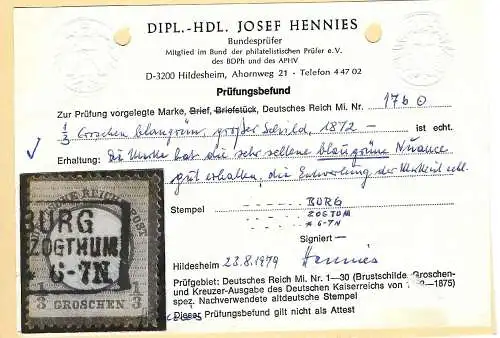 DIPL.-HDL. JOSEF HENNIES
Bundesprüfer
Mitglied im Bund der philatelistischen Prüfer e.V.
des BDPh und des APHV
D-3200 Hildesheim, Ahornweg 21 - Telefon 4 47 02
Prüfungsbefund
Zur Prüfung vorgelegte Marke, Brief, Briefstück, Deutsches Reich Mi. Nr. 17b O
1/3 Groschen blaugrün, großer Schild, 1872 — ist echt.
Erhaltung: Die Marke hat die sehr seltene blaugrüne Nuance
gut erhalten, die Entwertung der Marke ist echt.
Stempel BURG
ZOGTUM
* 6-7N
Signiert —
Hildesheim 23.8.1979 Hennies
Prüfgebiet: Deutsches Reich Mi. Nr. 1—30 (Brustschilde, Groschen-
und Kreuzer-Ausgabe des Deutschen Kaiserreichs von 1872—1875)
spez. Nachverwendete altdeutsche Stempel
Dieses Prüfungsbefund gilt nicht als Attest
BURG
ZOGTHUM
* 6-7N
1/3 GROSCHEN 1/3